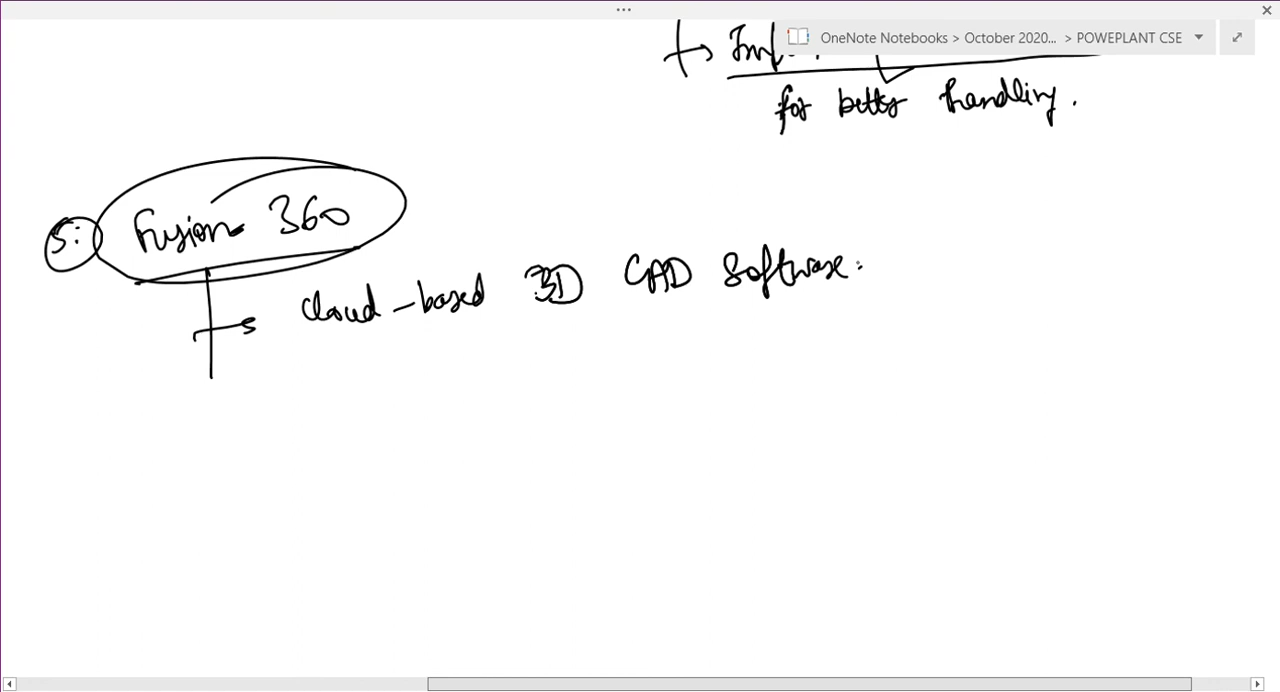 OneNote Notebooks > October 2020... > POWEPLANT CSE
for better handling.
5: Fusion 360
Cloud-based 3D CAD Software.